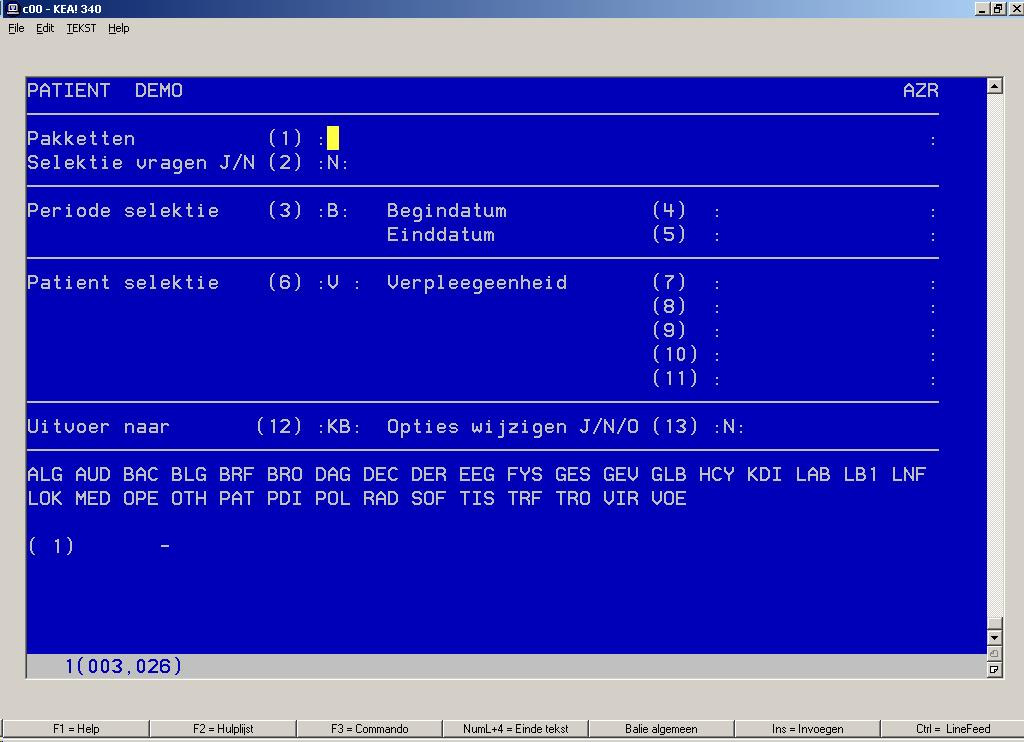 c00 - KEA! 340
File Edit TEKST Help
PATIENT DEMO AZR
Pakketten (1) : :
Selektie vragen J/N (2) :N:
Periode selektie (3) :B: Begindatum (4) : :
Einddatum (5) : :
Patient selektie (6) :V : Verpleegeenheid (7) : :
(8) : :
(9) : :
(10) : :
(11) : :
Uitvoer naar (12) :KB: Opties wijzigen J/N/O (13) :N:
ALG AUD BAC BLG BRF BRO DAG DEC DER EEG FYS GES GEV GLB HCY KDI LAB LB1 LNF
LOK MED OPE OTH PAT PDI POL RAD SOF TIS TRF TRO VIR VOE
( 1) -
1(003,026)
F1 = Help F2 = Hulplijst F3 = Commando NumL+4 = Einde tekst Balie algemeen Ins = Invoegen Ctrl = LineFeed